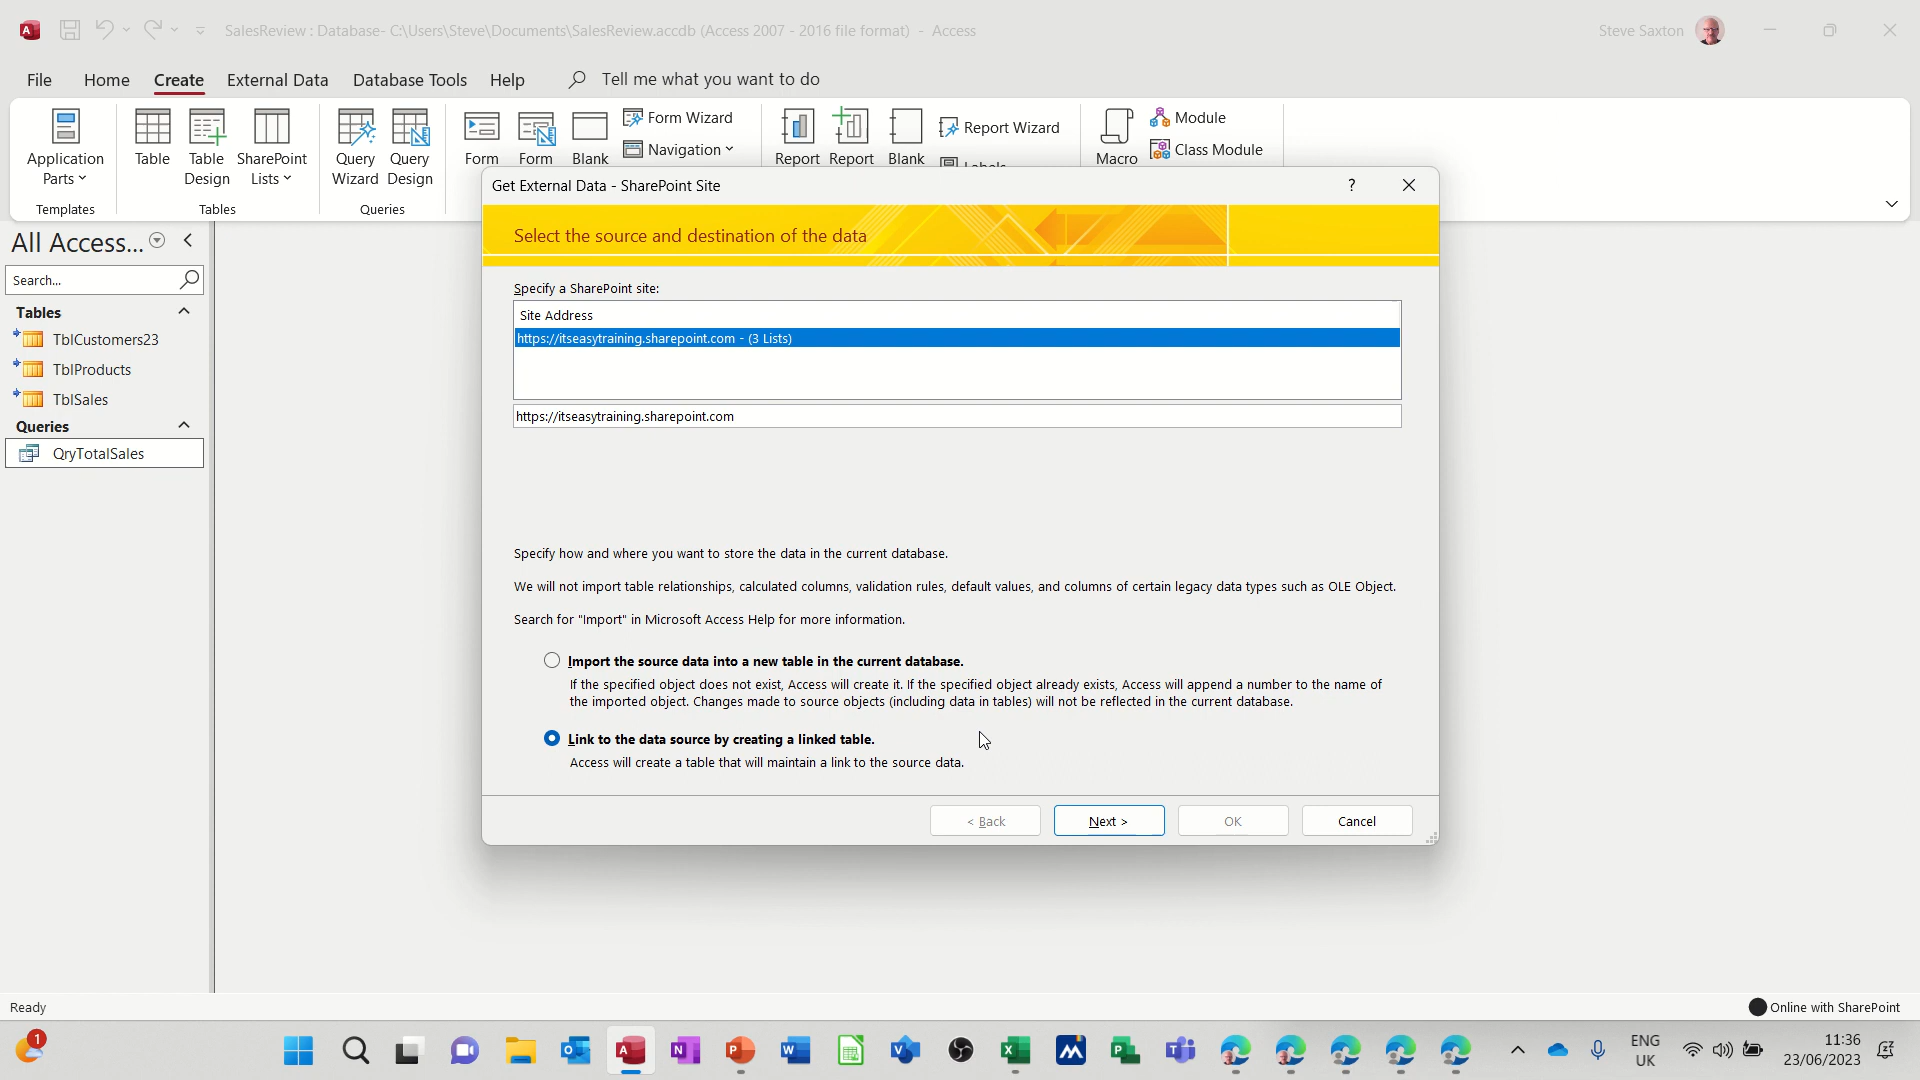 SalesReview : Database- C:\Users\Steve\Documents\SalesReview.accdb (Access 2007 - 2016 file format) - Access
Steve Saxton
File
Home
Create
External Data
Database Tools
Help
Tell me what you want to do
Application
Parts
Templates
Table
Table
Design
SharePoint
Lists
Tables
Query
Wizard
Query
Design
Queries
Form
Form
Blank
Form Wizard
Navigation
Report
Report
Blank
Report Wizard
Labels
Macro
Module
Class Module
All Access...
Search...
Tables
TblCustomers23
TblProducts
TblSales
Queries
QryTotalSales
Get External Data - SharePoint Site
?
Select the source and destination of the data
Specify a SharePoint site:
Site Address
https://itseasytraining.sharepoint.com - (3 Lists)
https://itseasytraining.sharepoint.com
Specify how and where you want to store the data in the current database.
We will not import table relationships, calculated columns, validation rules, default values, and columns of certain legacy data types such as OLE Object.
Search for "Import" in Microsoft Access Help for more information.
Import the source data into a new table in the current database.
If the specified object does not exist, Access will create it. If the specified object already exists, Access will append a number to the name of
the imported object. Changes made to source objects (including data in tables) will not be reflected in the current database.
Link to the data source by creating a linked table.
Access will create a table that will maintain a link to the source data.
< Back
Next >
OK
Cancel
Ready
Online with SharePoint
1
ENG
UK
11:36
23/06/2023